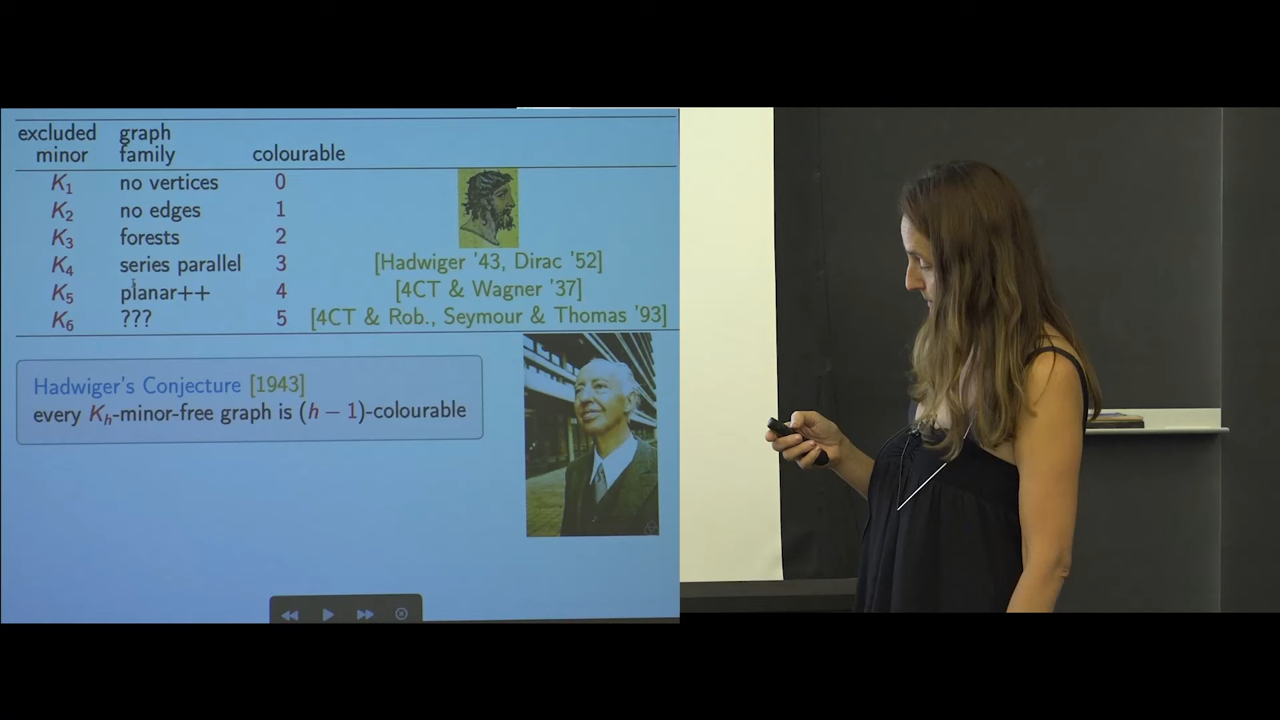 excluded minor graph family colourable
K₁ no vertices 0
K₂ no edges 1
K₃ forests 2
K₄ series parallel 3 [Hadwiger '43, Dirac '52]
K₅ planar++ 4 [4CT & Wagner '37]
K₆ ??? 5 [4CT & Rob., Seymour & Thomas '93]
Hadwiger's Conjecture [1943]
every Kₕ-minor-free graph is (h − 1)-colourable